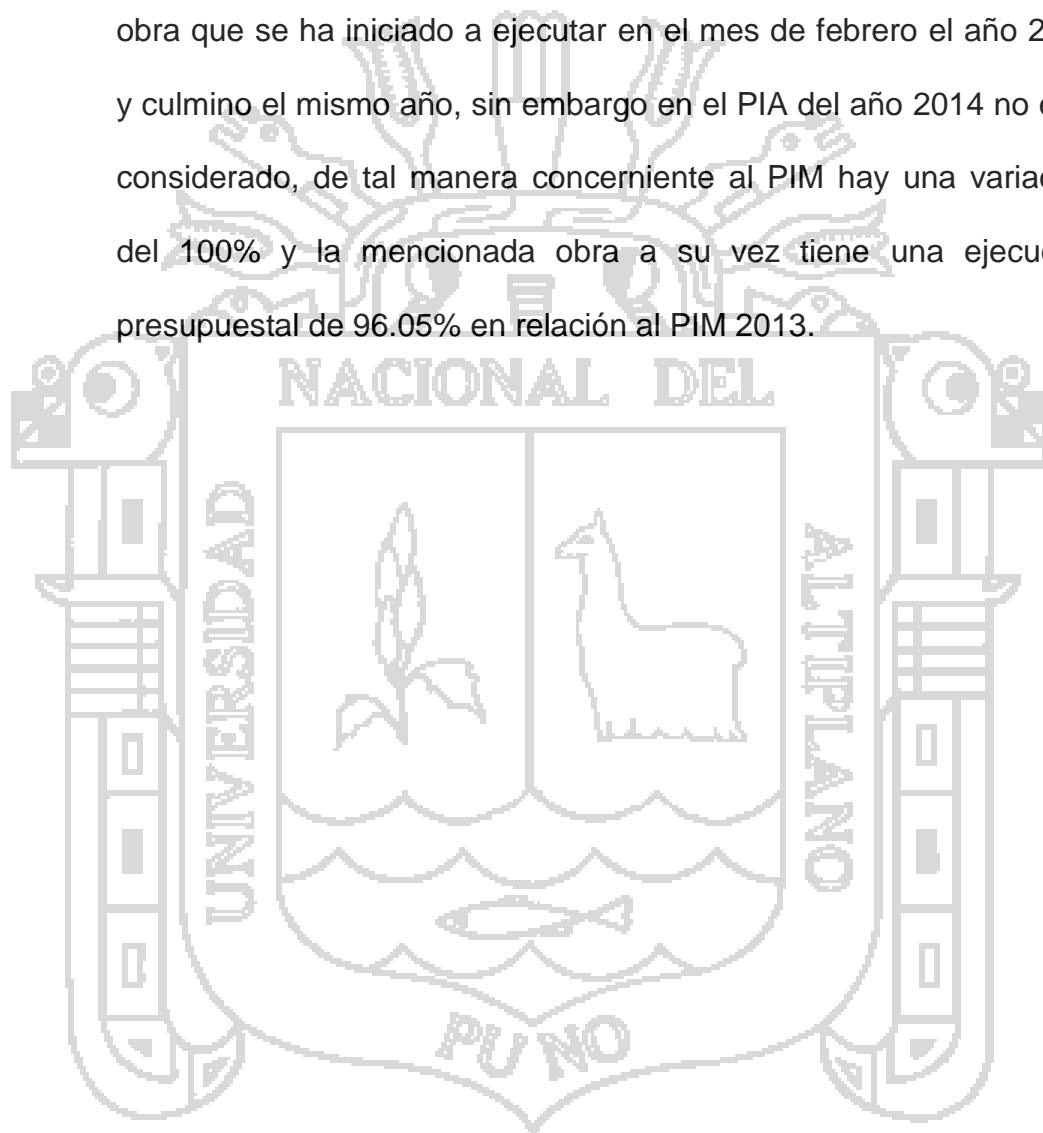 obra que se ha iniciado a ejecutar en el mes de febrero el año
y culmino el mismo año, sin embargo en el PIA del año 2014 no
considerado, de tal manera concerniente al PIM hay una
del 100% y la mencionada obra a su vez tiene una
presupuestal de 96.05% en relación al PIM 2013.
NACIONAL DEL
UNIVERSIDAD
ALTIPLANO
PUNO